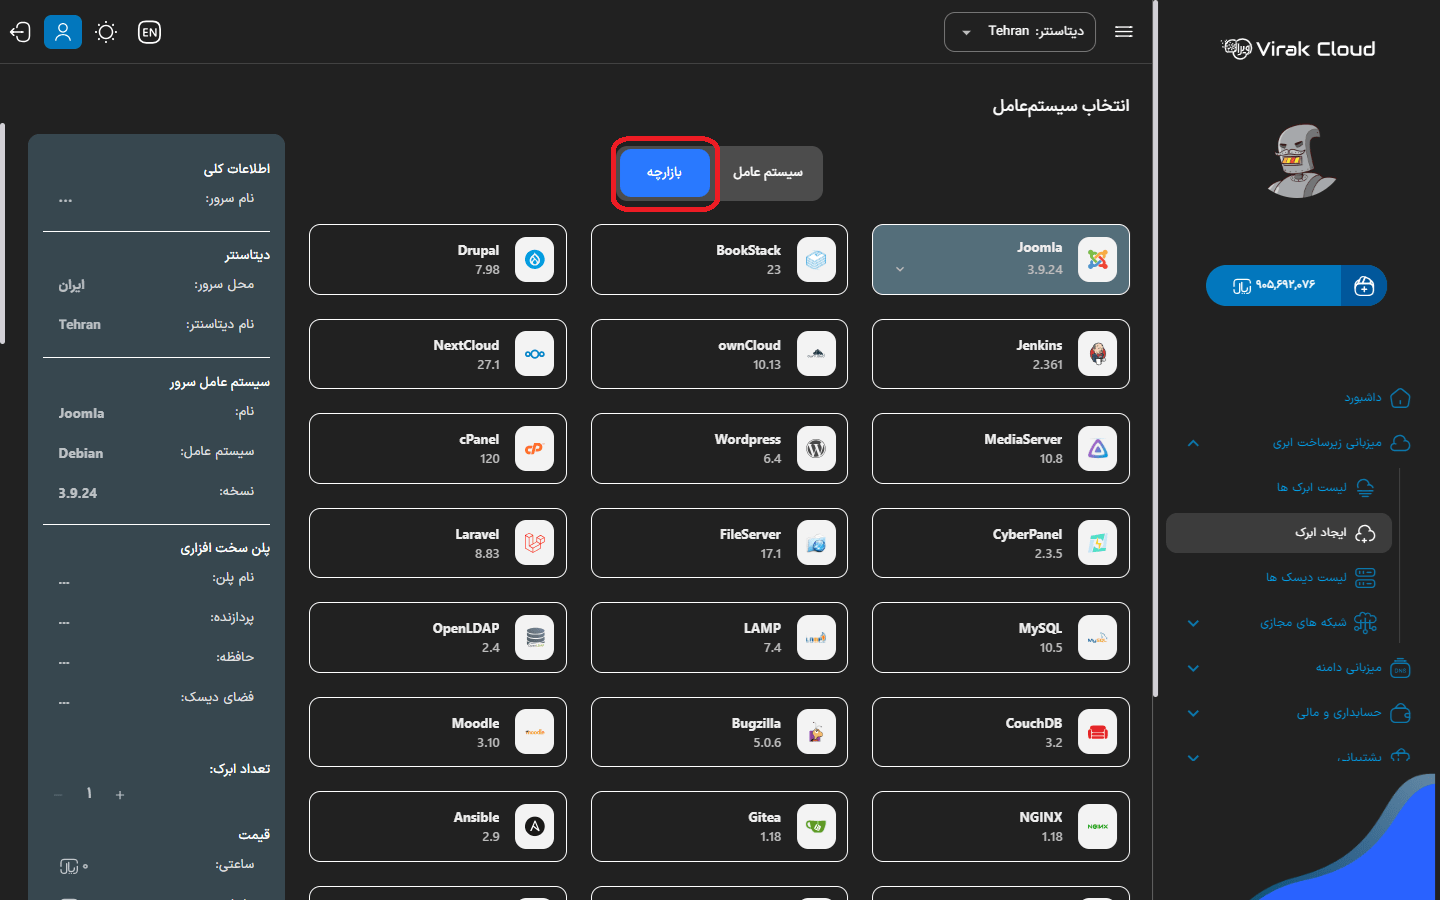 EN
دیتاسنتر: Tehran
Virak Cloud
۹۰۵,۶۹۲,۰۷۶ ریال
داشبورد
میزبانی زیرساخت ابری
لیست ابرک ها
ایجاد ابرک
لیست دیسک ها
شبکه های مجازی
میزبانی دامنه
حسابداری و مالی
پشتیبانی
انتخاب سیستم‌عامل
سیستم عامل
بازارچه
Joomla
3.9.24
BookStack
23
Drupal
7.98
Jenkins
2.361
ownCloud
10.13
NextCloud
27.1
MediaServer
10.8
Wordpress
6.4
cPanel
120
CyberPanel
2.3.5
FileServer
17.1
Laravel
8.83
MySQL
10.5
LAMP
7.4
OpenLDAP
2.4
CouchDB
3.2
Bugzilla
5.0.6
Moodle
3.10
NGINX
1.18
Gitea
1.18
Ansible
2.9
اطلاعات کلی
نام سرور: ...
دیتاسنتر
محل سرور: ایران
نام دیتاسنتر: Tehran
سیستم عامل سرور
نام: Joomla
سیستم عامل: Debian
نسخه: 3.9.24
پلن سخت افزاری
نام پلن: ...
پردازنده: ...
حافظه: ...
فضای دیسک: ...
تعداد ابرک:
+ ۱ −
قیمت
ساعتی: ۰ ریال